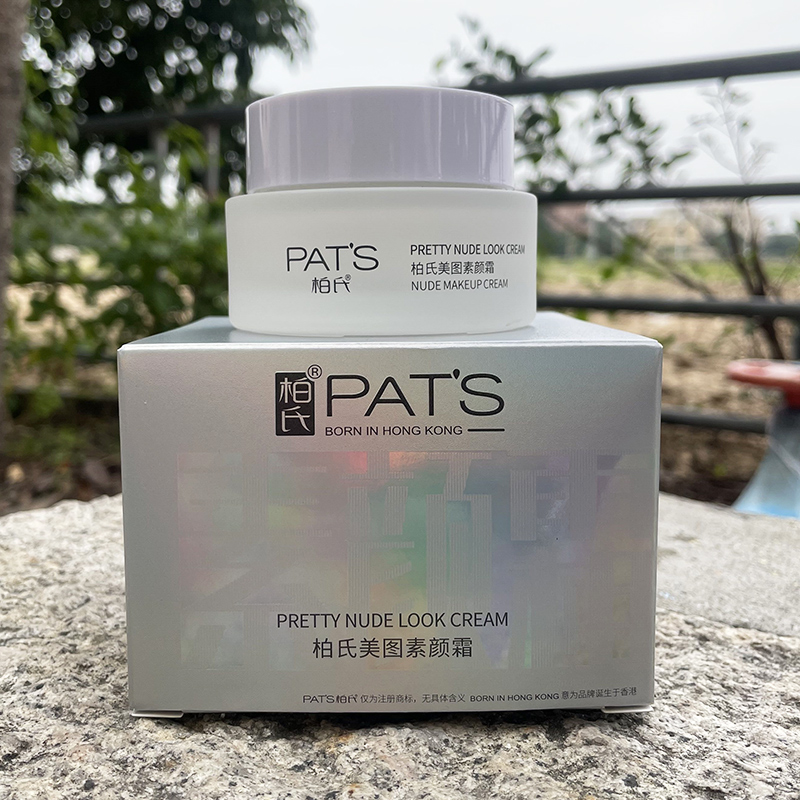 PAT'S
柏氏®
PRETTY NUDE LOOK CREAM
柏氏美图素颜霜
NUDE MAKEUP CREAM
柏氏® PAT'S
BORN IN HONG KONG
素颜霜
PRETTY NUDE LOOK CREAM
柏氏美图素颜霜
PAT'S柏氏 仅为注册商标，无具体含义 BORN IN HONG KONG 意为品牌诞生于香港